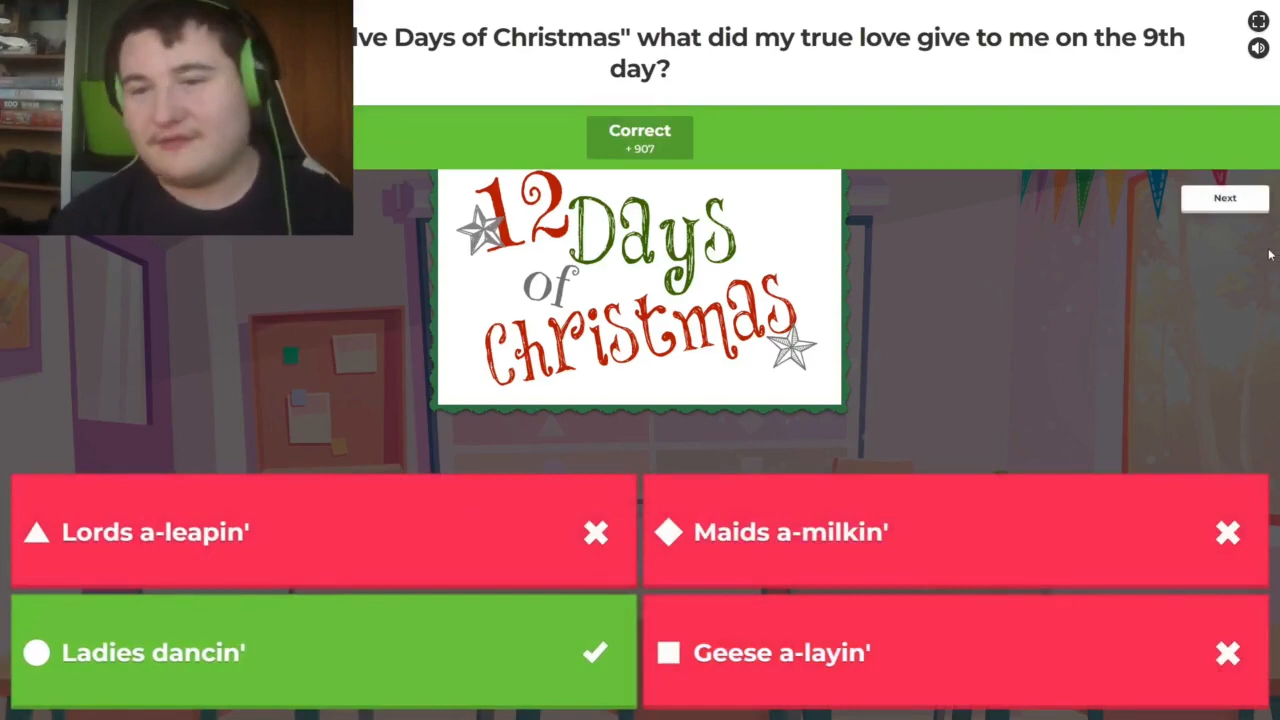 lve Days of Christmas" what did my true love give to me on the 9th
day?
Correct
+ 907
Next
12 Days
of
Christmas
Lords a-leapin'
Maids a-milkin'
Ladies dancin'
Geese a-layin'